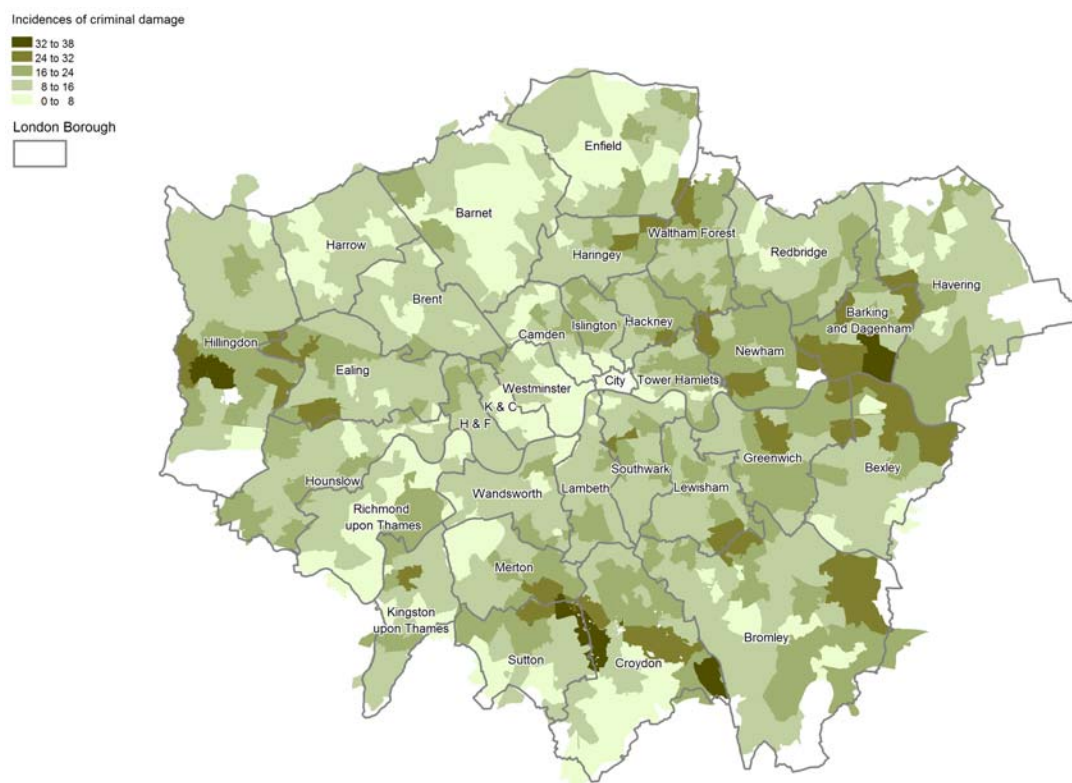 Incidences of criminal damage
32 to 38
24 to 32
16 to 24
8 to 16
0 to 8
London Borough
Enfield
Barnet
Harrow
Haringey
Waltham Forest
Redbridge
Havering
Brent
Camden
Islington
Hackney
Barking
and Dagenham
Hillingdon
Ealing
Newham
Westminster
City
Tower Hamlets
K & C
H & F
Hounslow
Southwark
Greenwich
Bexley
Wandsworth
Lambeth
Lewisham
Richmond
upon Thames
Merton
Kingston
upon Thames
Sutton
Croydon
Bromley